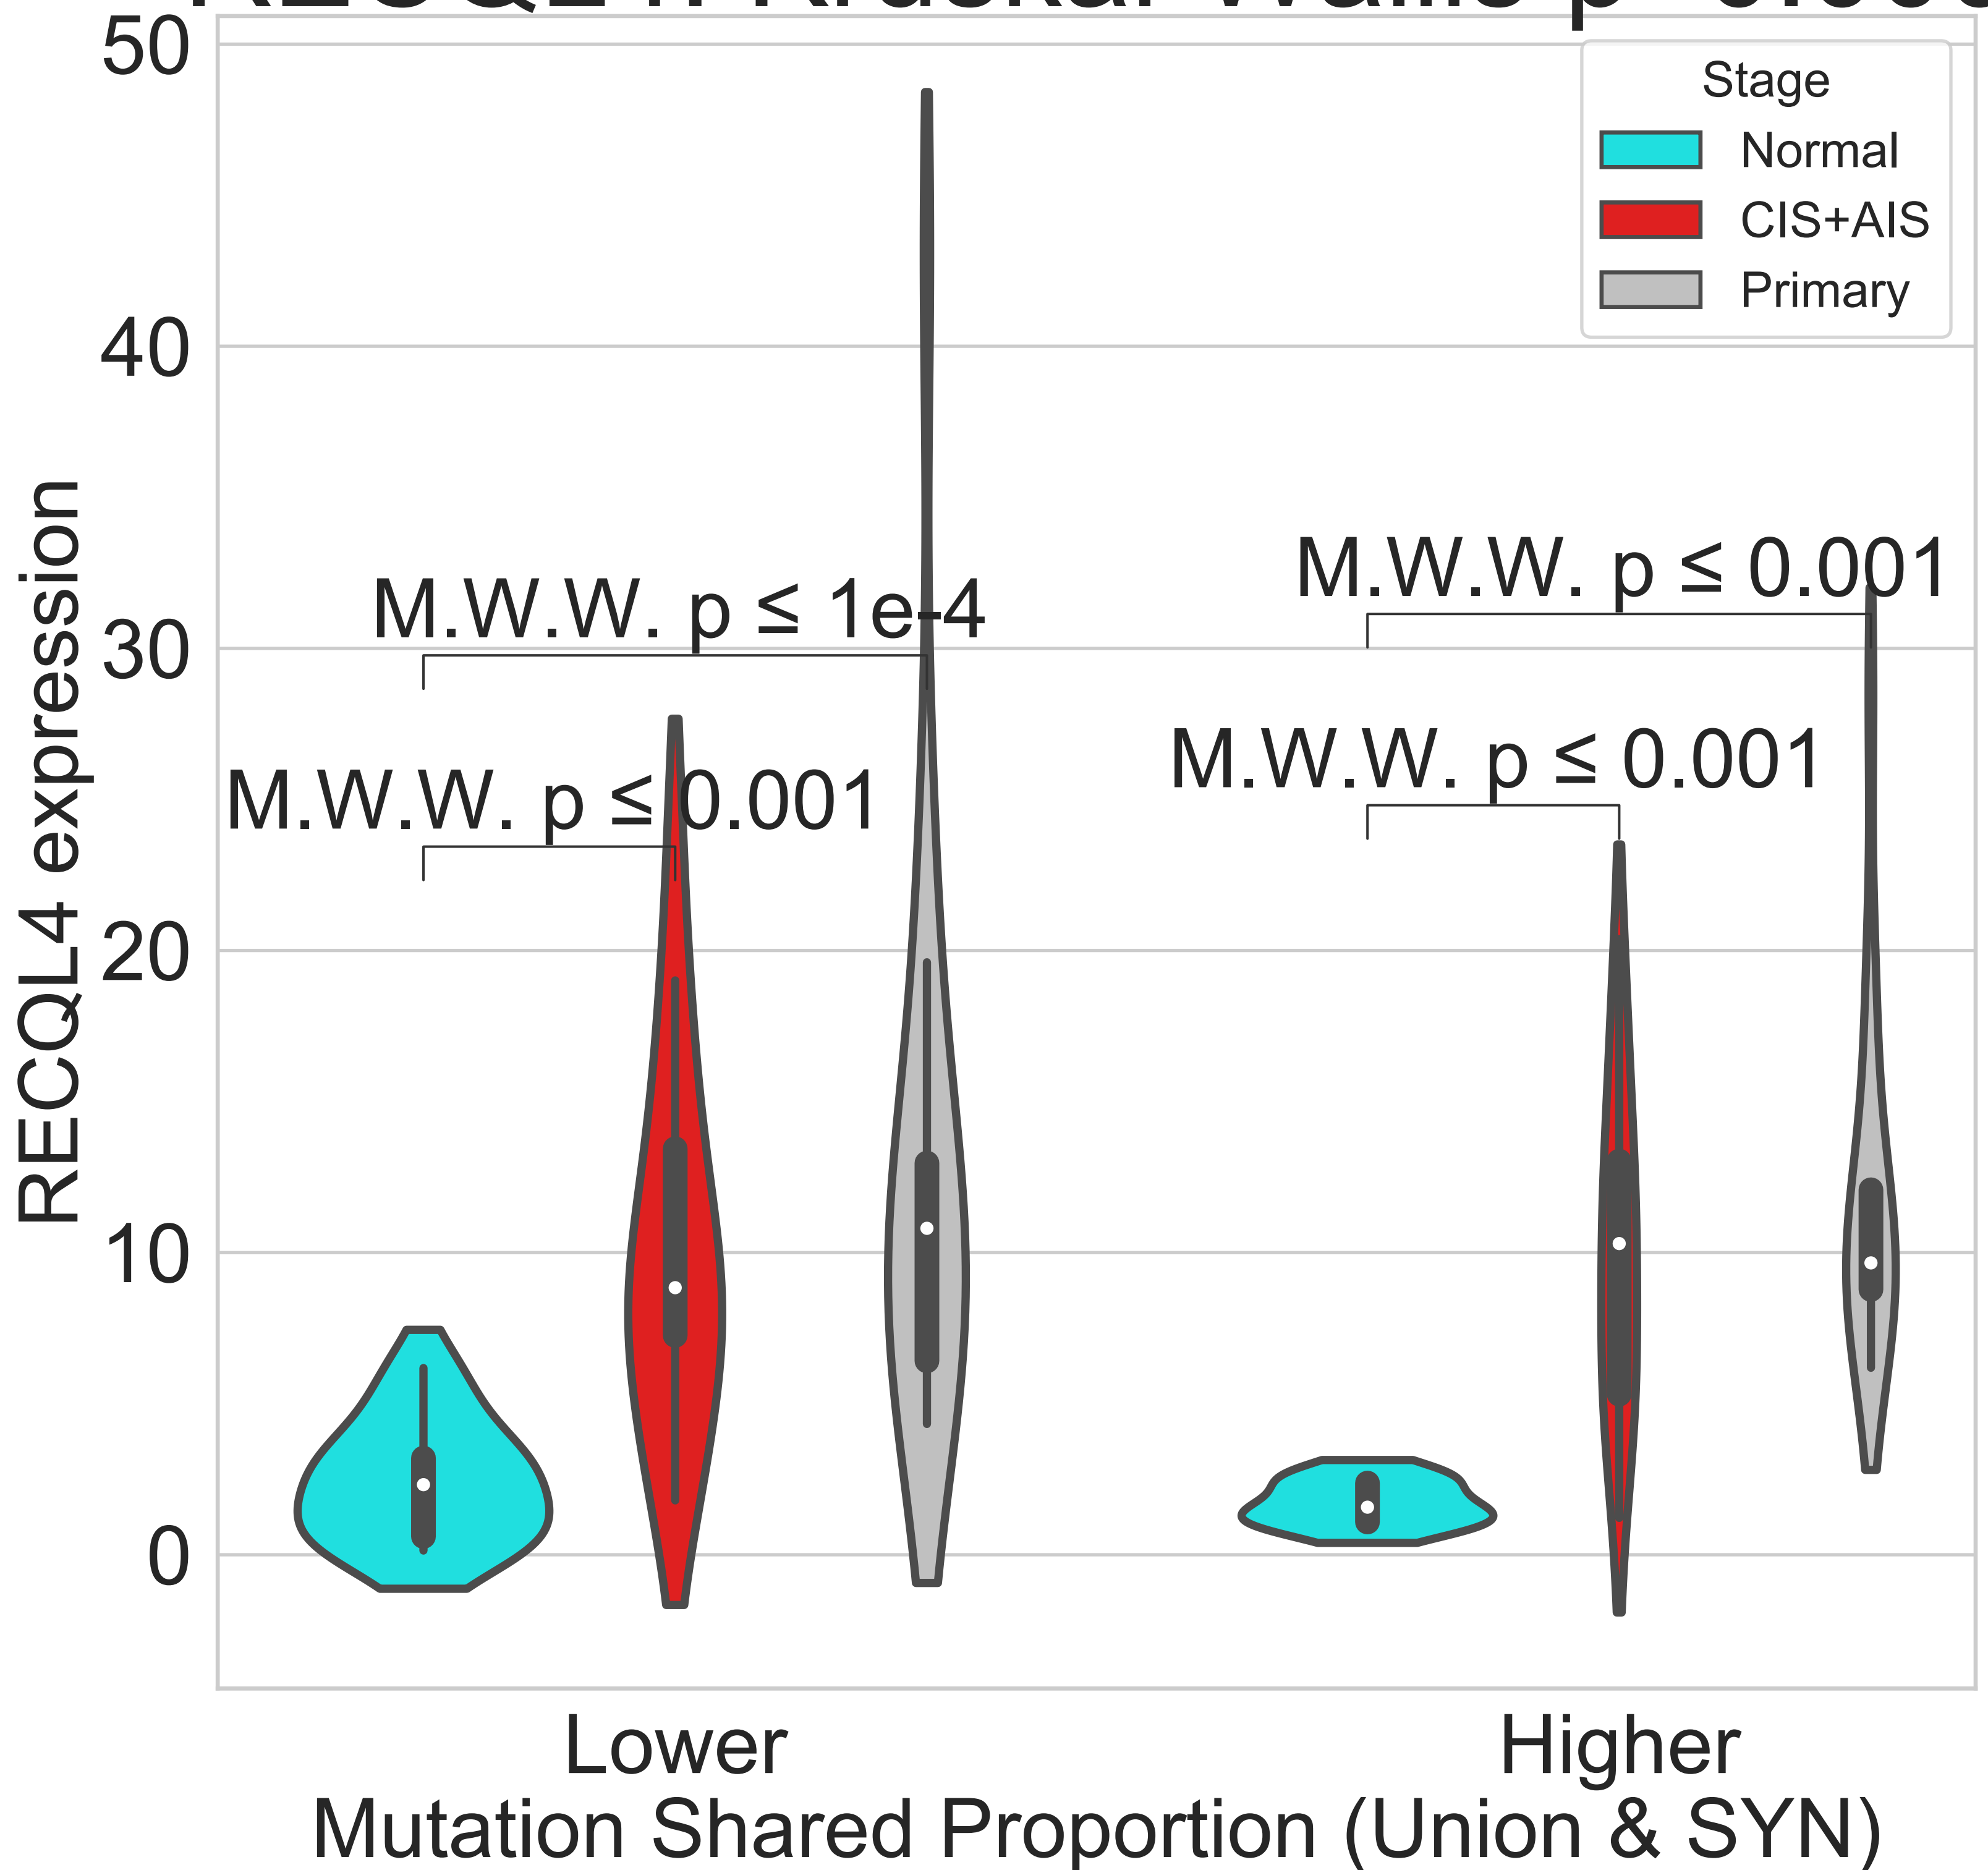 50
Stage
Normal
CIS+AIS
Primary
40
M.W.W. p ≤ 0.001
M.W.W. p ≤ 1e-4
30
M.W.W. p ≤ 0.001
M.W.W. p ≤ 0.001
20
10
0
RECQL4 expression
Lower
Higher
Mutation Shared Proportion (Union & SYN)